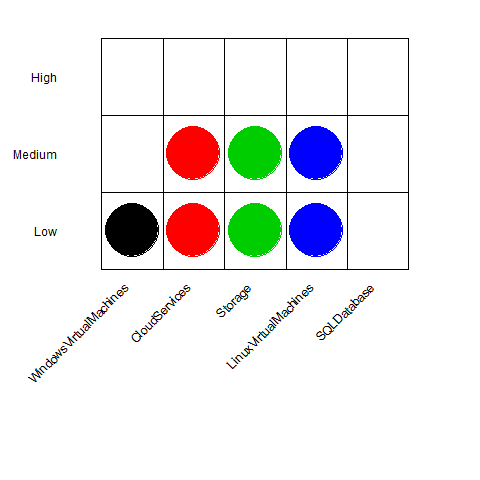 High
Medium
Low
WindowsVirtualMachines
CloudServices
Storage
LinuxVirtualMachines
SQLDatabase